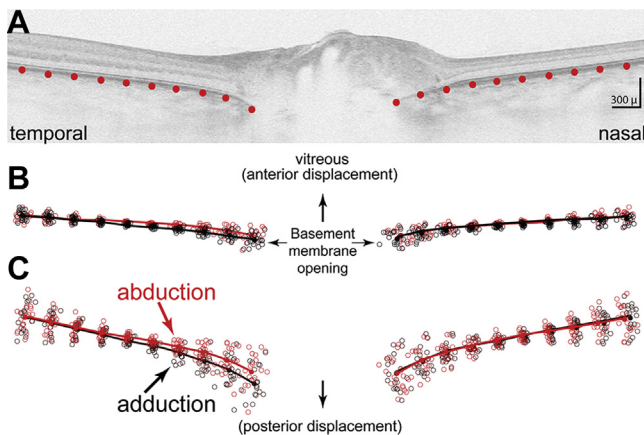 A
300 μ
temporal
nasal
vitreous
(anterior displacement)
B
Basement
membrane
opening
C
abduction
adduction
(posterior displacement)